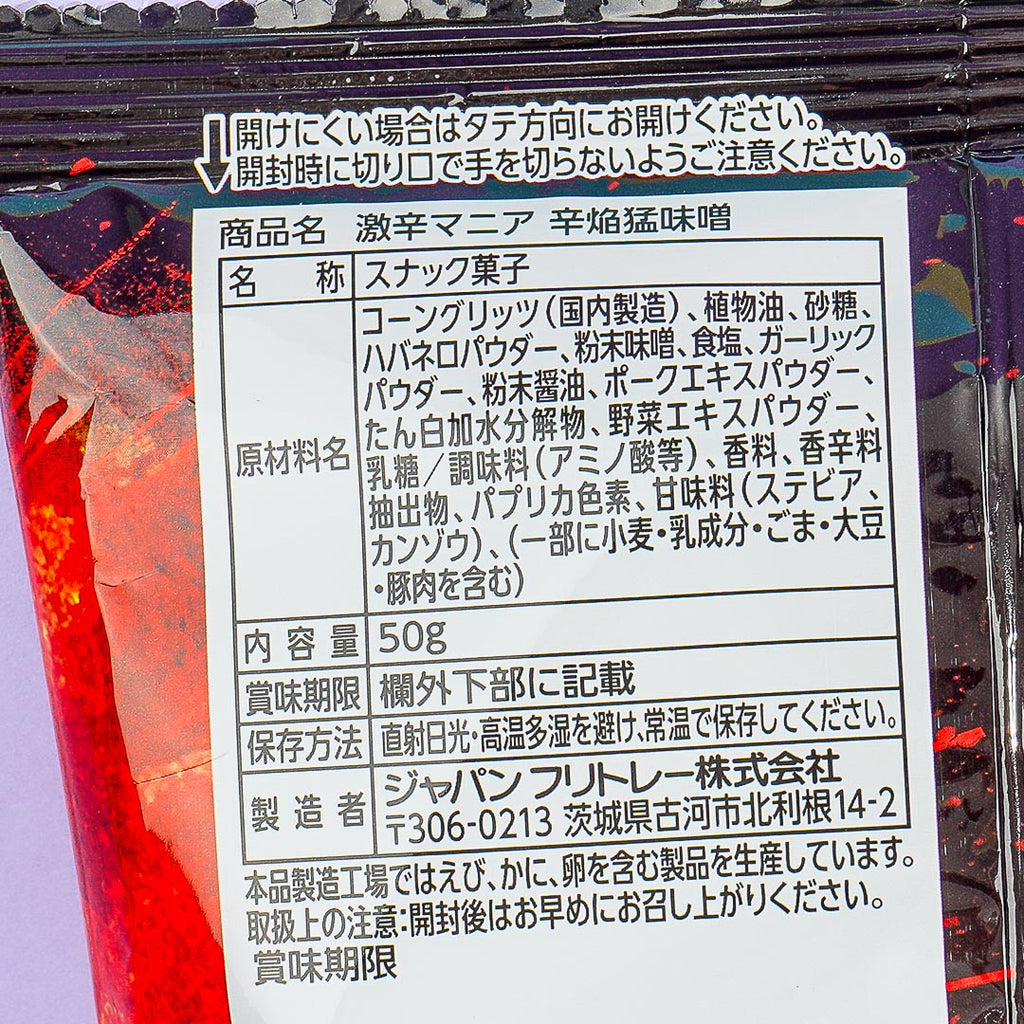 開けにくい場合はタテ方向にお開けください。
開封時に切り口で手を切らないようご注意ください。
商品名 激辛マニア 辛焔猛味噌
名称 スナック菓子
原材料名 コーングリッツ（国内製造）、植物油、砂糖、
ハバネロパウダー、粉末味噌、食塩、ガーリック
パウダー、粉末醤油、ポークエキスパウダー、
たん白加水分解物、野菜エキスパウダー、
乳糖／調味料（アミノ酸等）、香料、香辛料
抽出物、パプリカ色素、甘味料（ステビア、
カンゾウ）、（一部に小麦・乳成分・ごま・大豆
・豚肉を含む）
内容量 50g
賞味期限 欄外下部に記載
保存方法 直射日光・高温多湿を避け、常温で保存してください。
製造者 ジャパンフリトレー株式会社
〒306-0213 茨城県古河市北利根14-2
本品製造工場ではえび、かに、卵を含む製品を生産しています。
取扱上の注意：開封後はお早めにお召し上がりください。
賞味期限